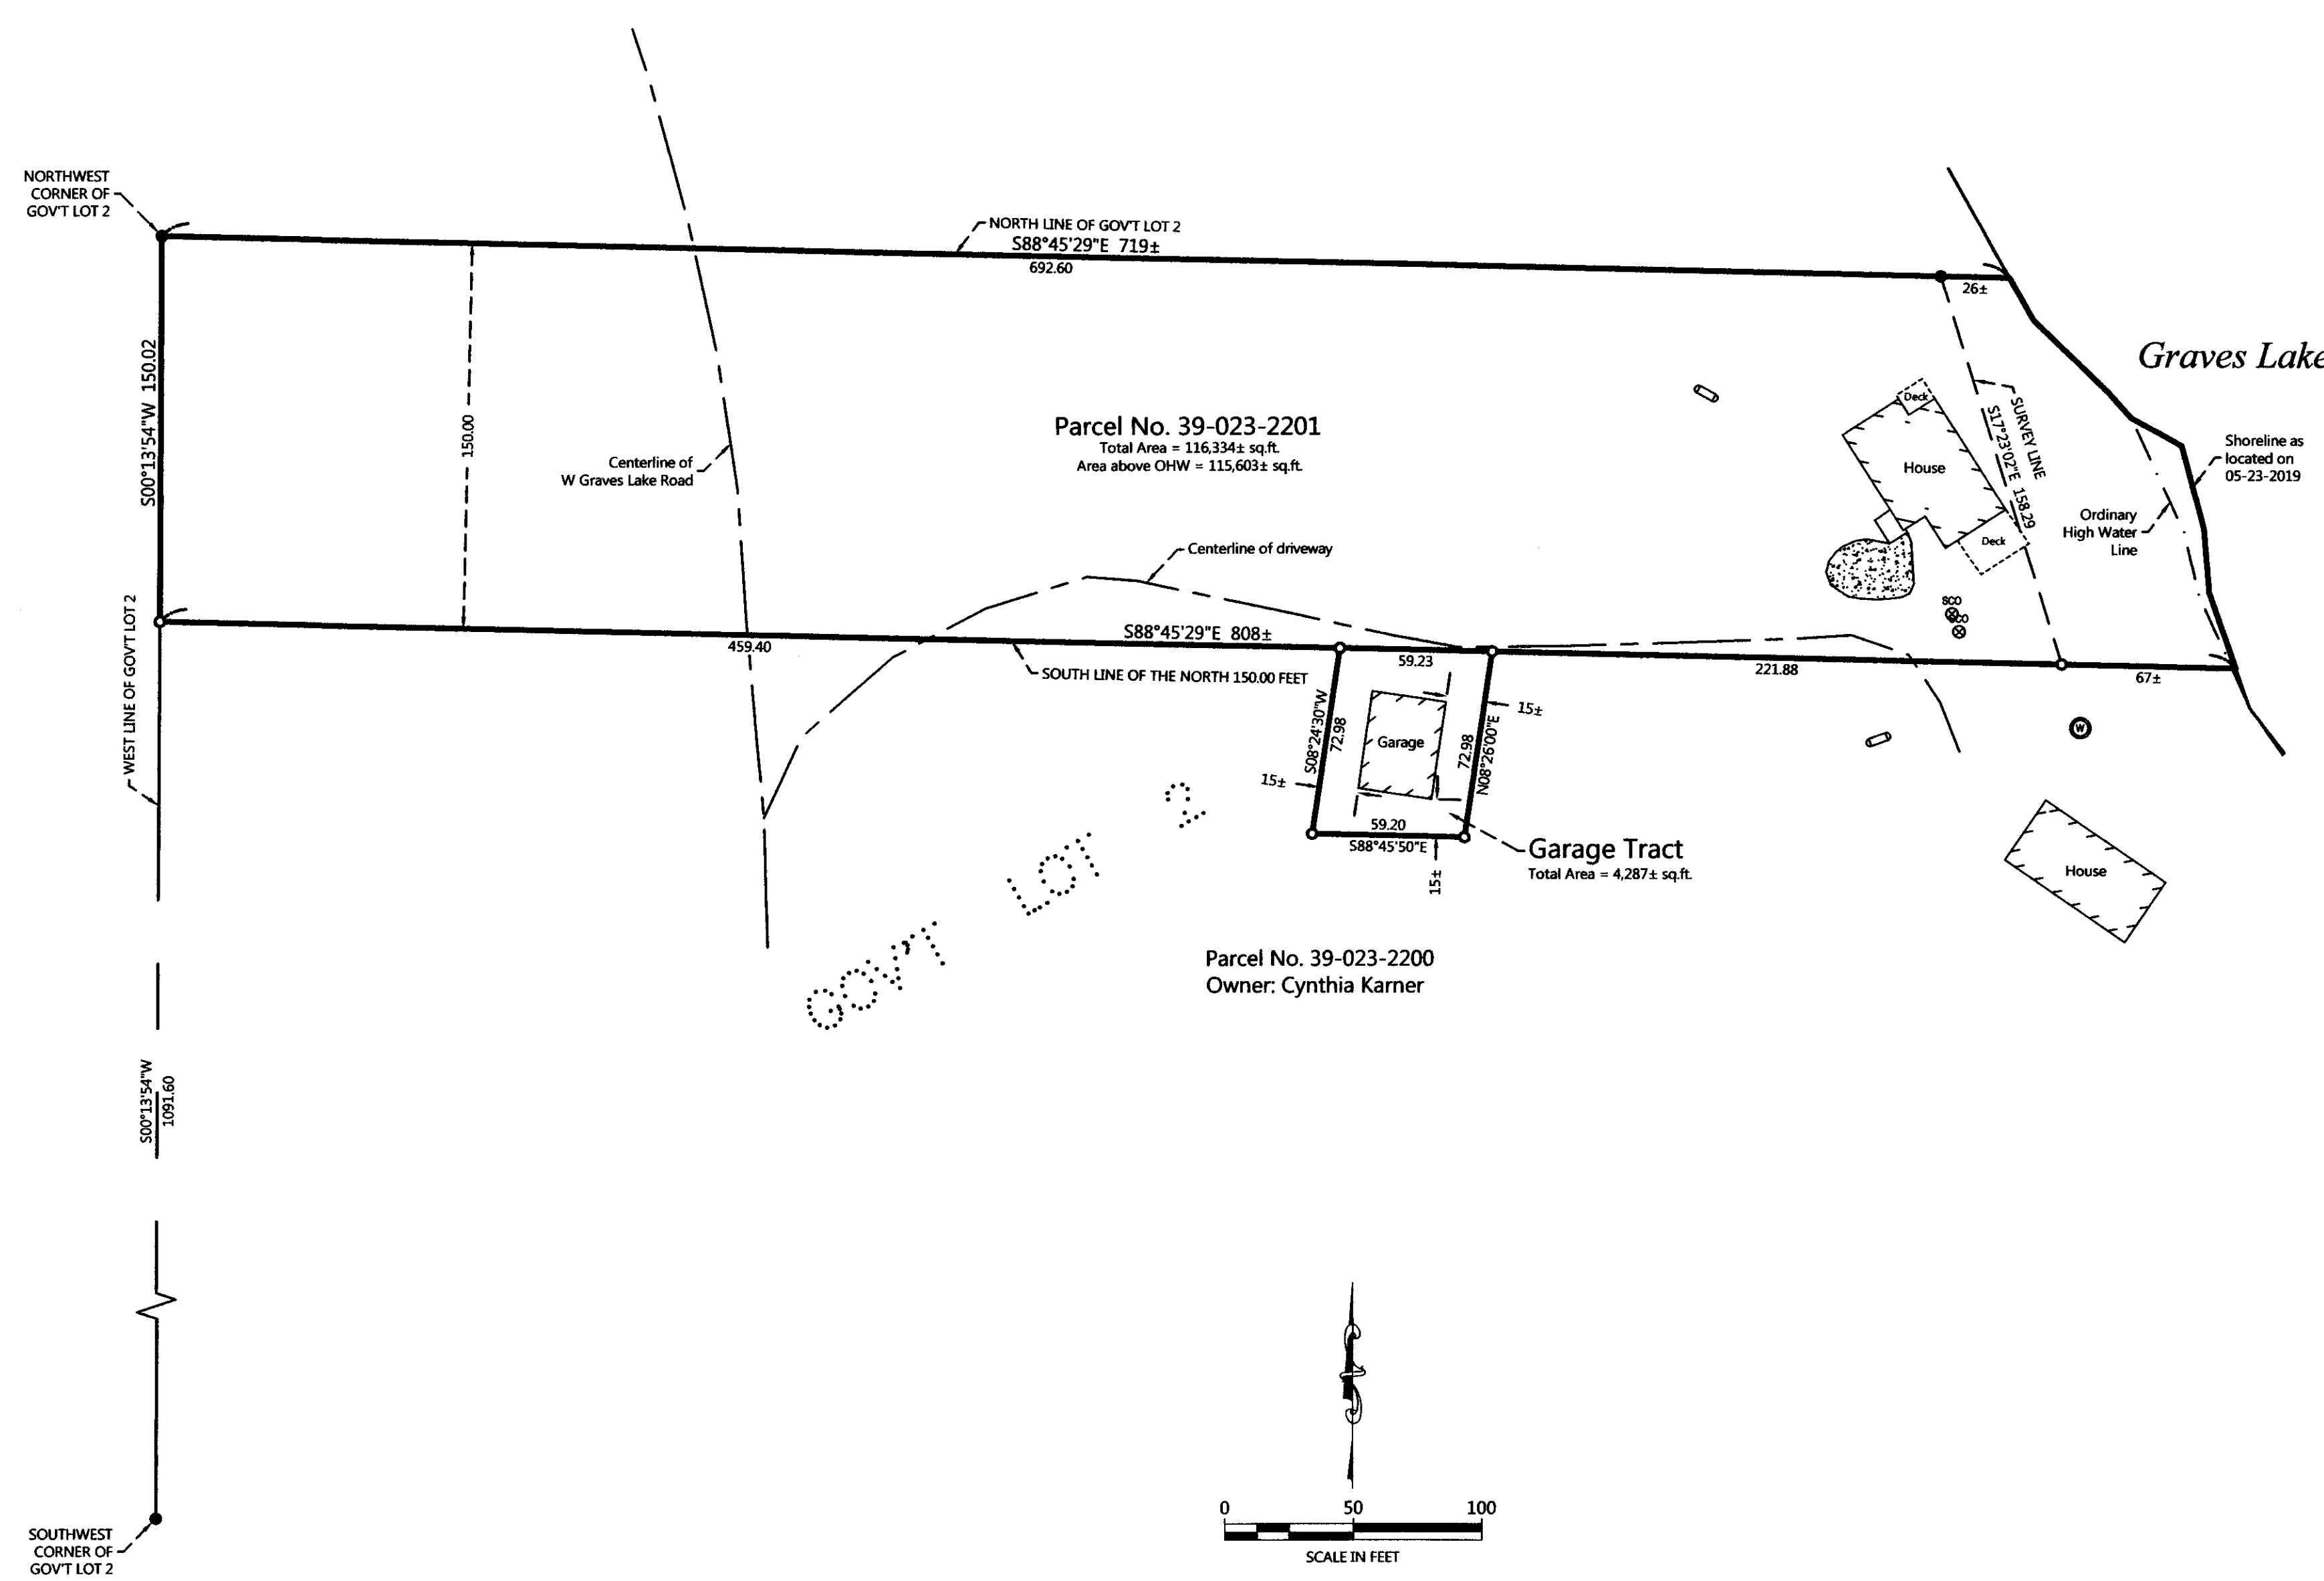 NORTHWEST
CORNER OF
GOV'T LOT 2
NORTH LINE OF GOV'T LOT 2
S88°45'29"E 719±
692.60
26±
Graves Lake
S00°13'54"W 150.02
150.00
Centerline of
W Graves Lake Road
Parcel No. 39-023-2201
Total Area = 116,334± sq.ft.
Area above OHW = 115,603± sq.ft.
Deck
House
Deck
SURVEY LINE
S17°23'02"E 158.29
Shoreline as
located on
05-23-2019
Ordinary
High Water
Line
Centerline of driveway
SCO
SCO
WEST LINE OF GOV'T LOT 2
S88°45'29"E 808±
459.40
SOUTH LINE OF THE NORTH 150.00 FEET
59.23
221.88
67±
S08°24'30"W
72.98
Garage
72.98
N08°26'00"E
15±
15±
59.20
S88°45'50"E
15±
W
Garage Tract
Total Area = 4,287± sq.ft.
House
GOV'T LOT 2
Parcel No. 39-023-2200
Owner: Cynthia Karner
S00°13'54"W
1091.60
SOUTHWEST
CORNER OF
GOV'T LOT 2
0 50 100
SCALE IN FEET